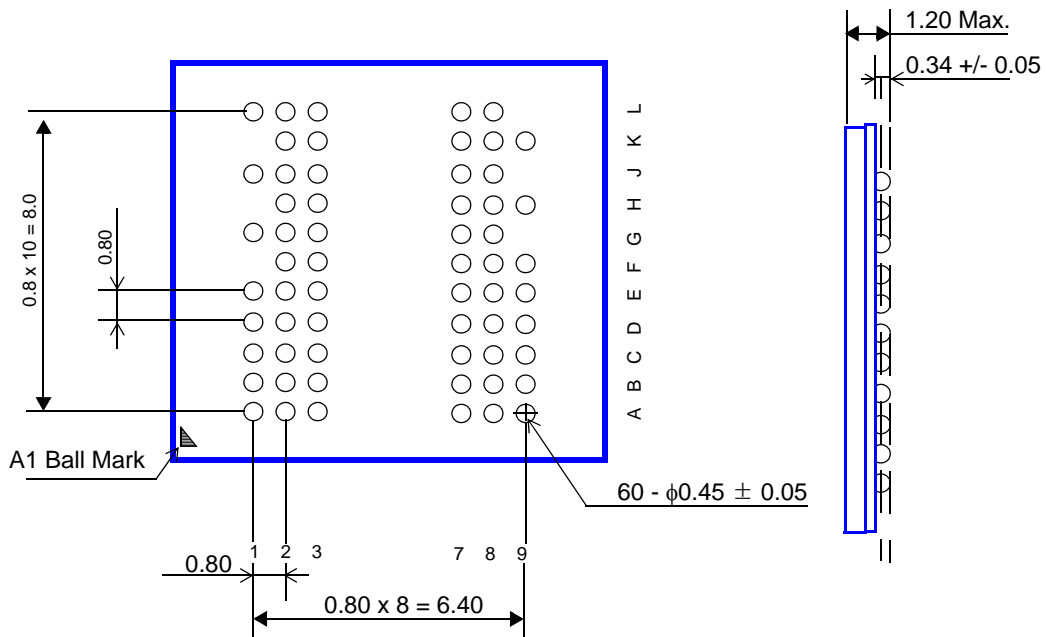 1.20 Max.
0.34 +/- 0.05
L
K
J
H
G
F
E
D
C
B
A
0.8 x 10 = 8.0
0.80
A1 Ball Mark
60 - ϕ0.45 ± 0.05
1 2 3 7 8 9
0.80
0.80 x 8 = 6.40